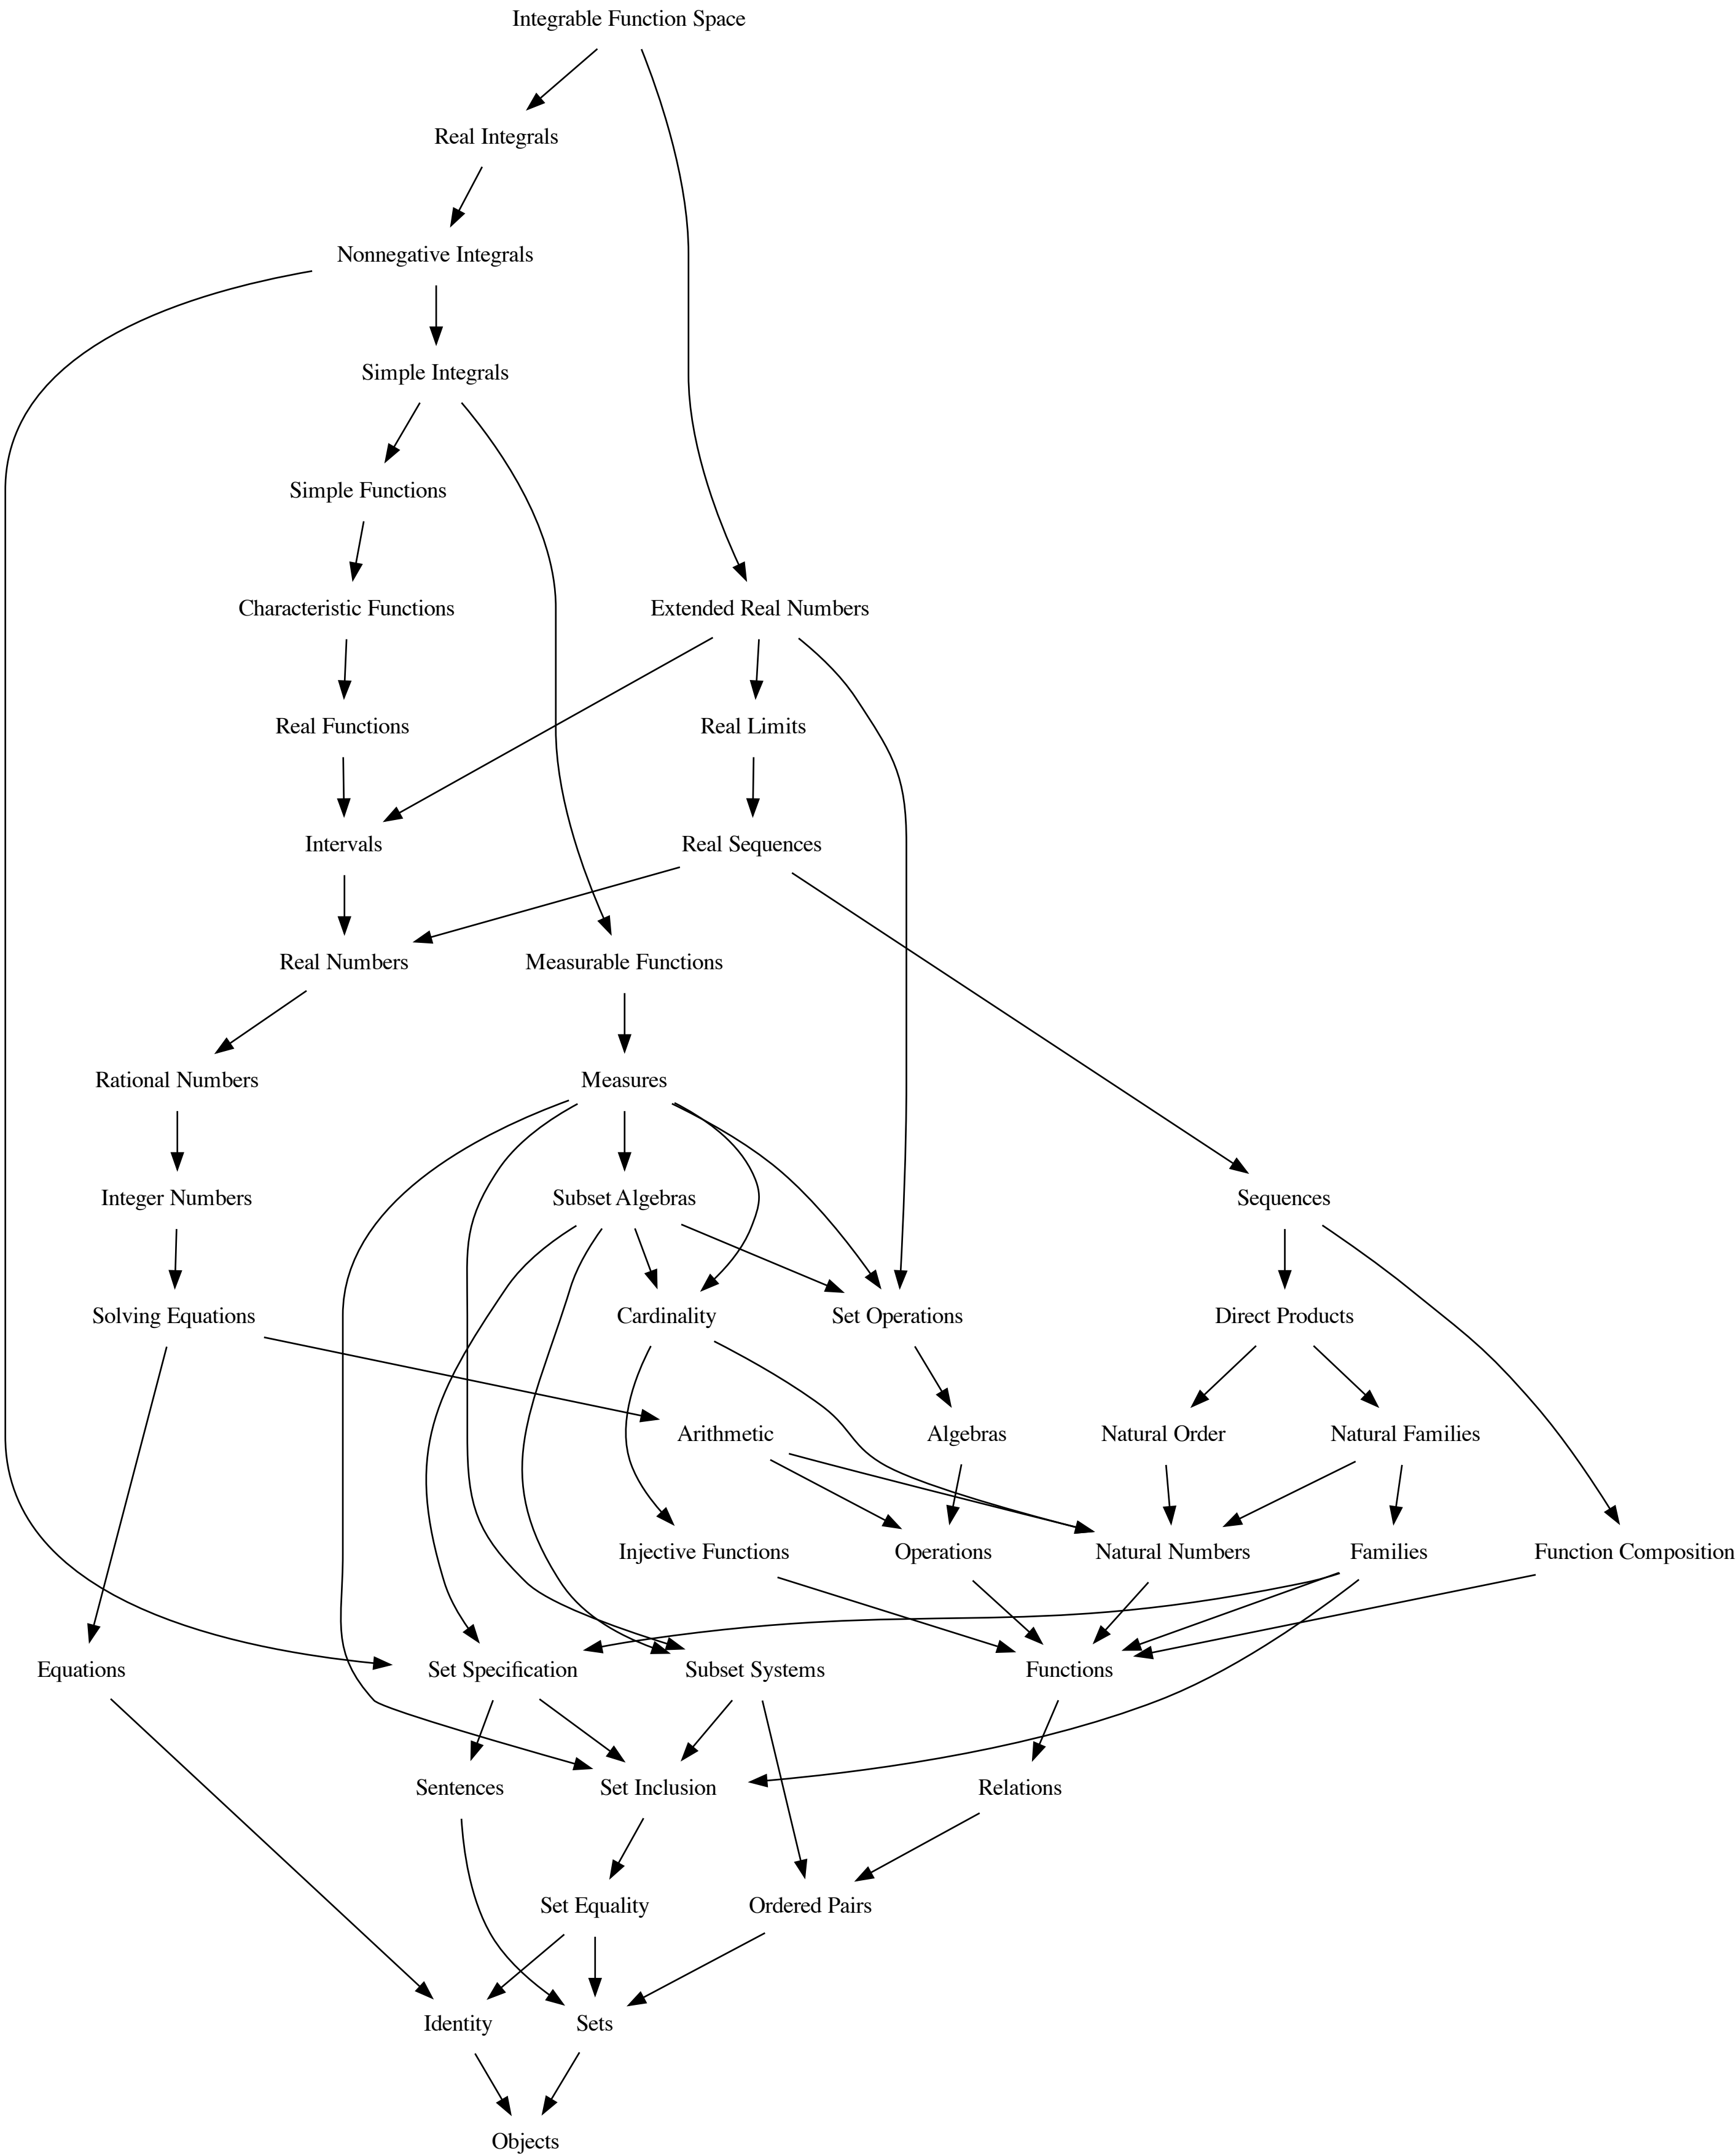 Integrable Function Space
Real Integrals
Nonnegative Integrals
Simple Integrals
Simple Functions
Characteristic Functions
Extended Real Numbers
Real Functions
Real Limits
Intervals
Real Sequences
Real Numbers
Measurable Functions
Rational Numbers
Measures
Integer Numbers
Subset Algebras
Sequences
Solving Equations
Cardinality
Set Operations
Direct Products
Arithmetic
Algebras
Natural Order
Natural Families
Injective Functions
Operations
Natural Numbers
Families
Function Composition
Equations
Set Specification
Subset Systems
Functions
Sentences
Set Inclusion
Relations
Set Equality
Ordered Pairs
Identity
Sets
Objects